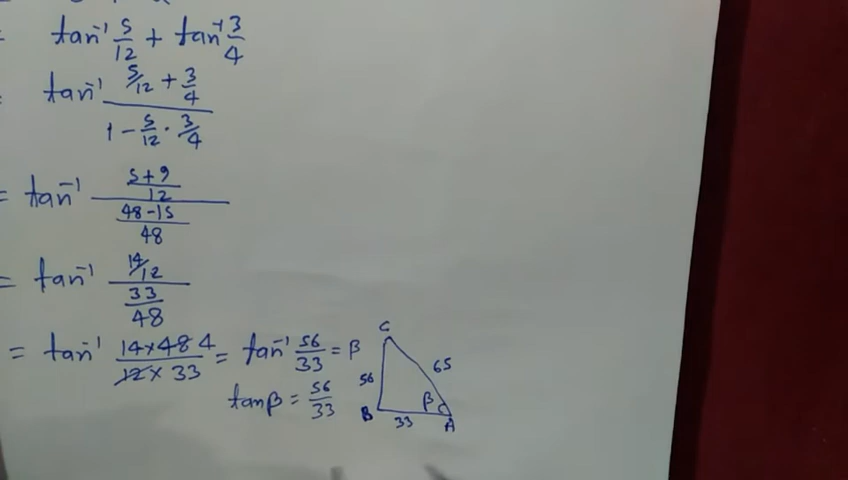 = tan⁻¹ 5/12 + tan⁻¹ 3/4
= tan⁻¹ (5/12 + 3/4)/(1 - 5/12 · 3/4)
= tan⁻¹ ((5+9)/12)/((48-15)/48)
= tan⁻¹ (14/12)/(33/48)
= tan⁻¹ (14×48 4)/(12×33) = tan⁻¹ 56/33 = β
tanβ = 56/33
C
56
65
B
β
33
A